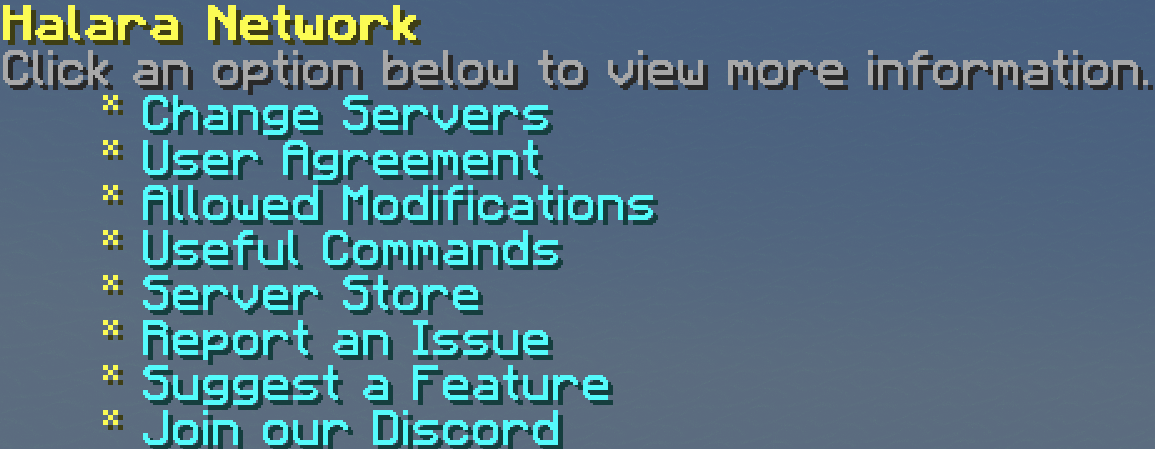 Halara Network
Click an option below to view more information.
* Change Servers
* User Agreement
* Allowed Modifications
* Useful Commands
* Server Store
* Report an Issue
* Suggest a Feature
* Join our Discord